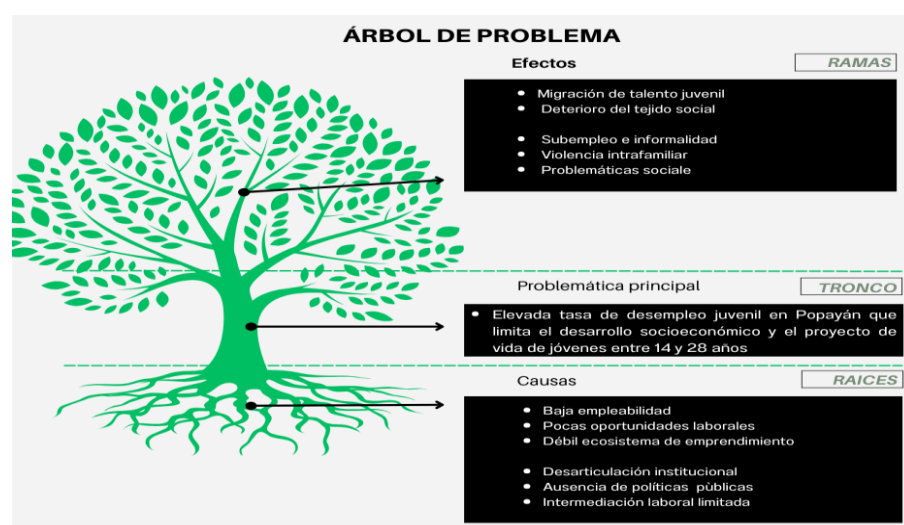 ÁRBOL DE PROBLEMA
Efectos
RAMAS
• Migración de talento juvenil
• Deterioro del tejido social
• Subempleo e informalidad
• Violencia intrafamiliar
• Problemáticas sociale
Problemática principal
TRONCO
• Elevada tasa de desempleo juvenil en Popayán que
limita el desarrollo socioeconómico y el proyecto de
vida de jóvenes entre 14 y 28 años
Causas
RAICES
• Baja empleabilidad
• Pocas oportunidades laborales
• Débil ecosistema de emprendimiento
• Desarticulación institucional
• Ausencia de políticas pùblicas
• Intermediación laboral limitada